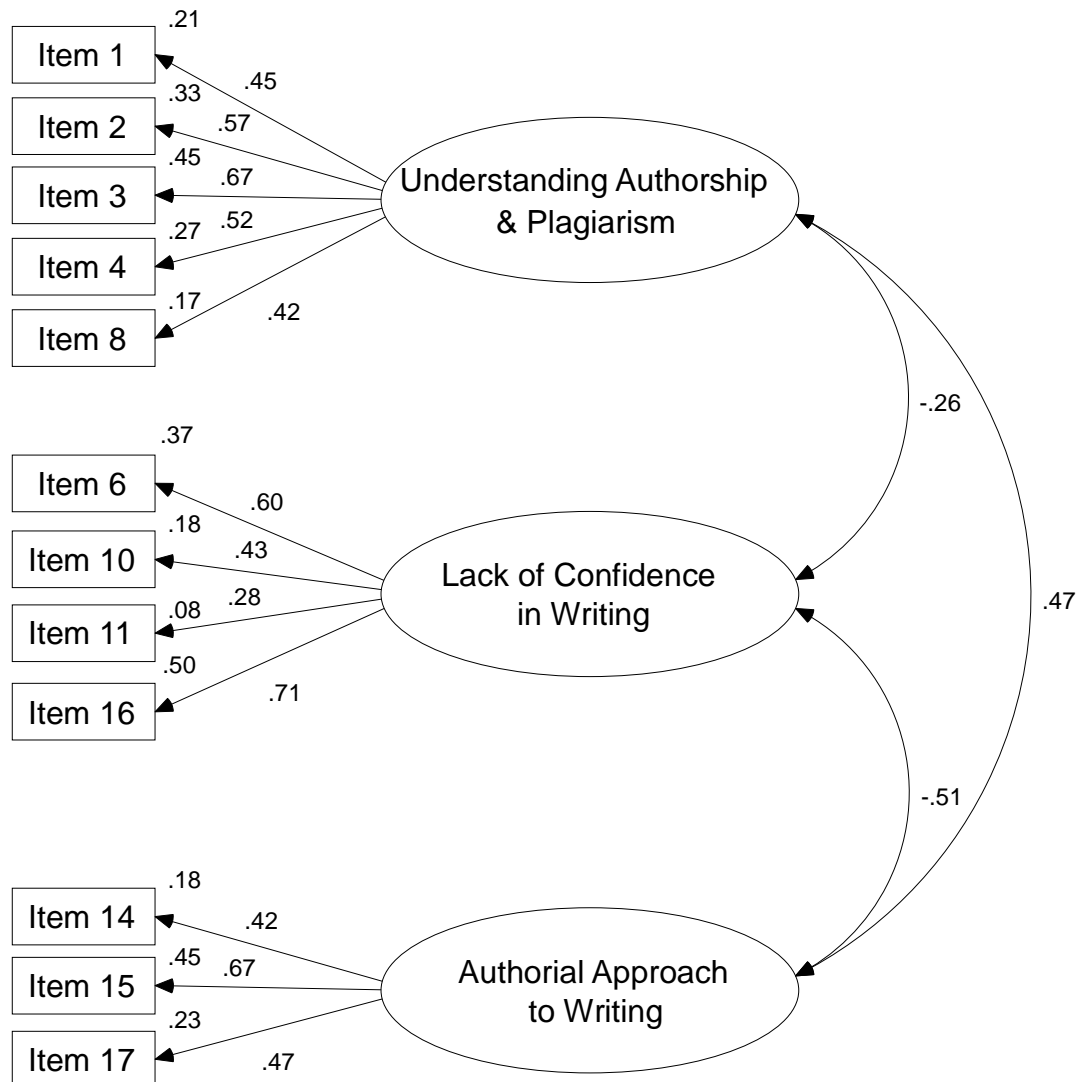 .21
Item 1
.45
.33
Item 2
.57
.45
Item 3
.67
.27
Item 4
.52
.17
Item 8
.42
Understanding Authorship
& Plagiarism
-.26
.37
Item 6
.60
.18
Item 10
.43
.08
Item 11
.28
.50
Item 16
.71
Lack of Confidence
in Writing
.47
-.51
.18
Item 14
.42
.45
Item 15
.67
.23
Item 17
.47
Authorial Approach
to Writing